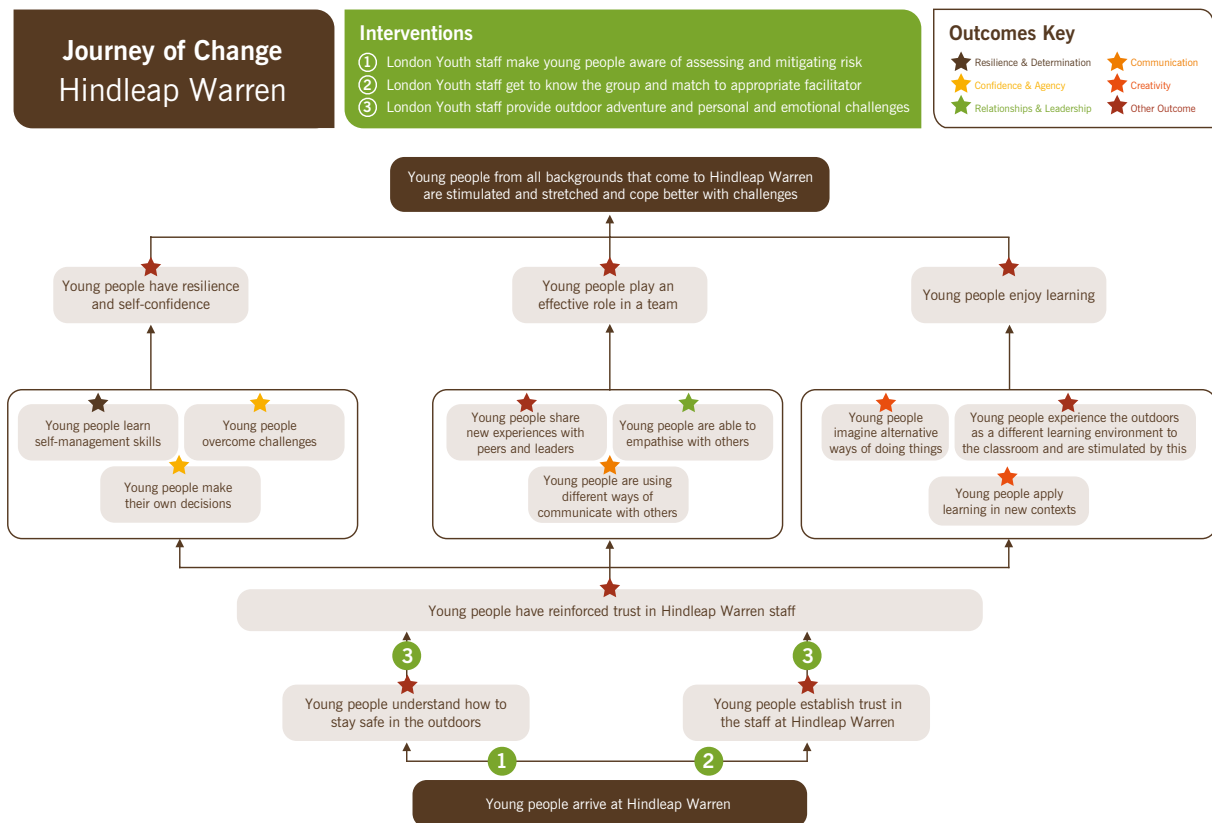 Journey of Change
Hindleap Warren
Interventions
1 London Youth staff make young people aware of assessing and mitigating risk
2 London Youth staff get to know the group and match to appropriate facilitator
3 London Youth staff provide outdoor adventure and personal and emotional challenges
Outcomes Key
Resilience & Determination
Communication
Confidence & Agency
Creativity
Relationships & Leadership
Other Outcome
Young people from all backgrounds that come to Hindleap Warren
are stimulated and stretched and cope better with challenges
Young people have resilience
and self-confidence
Young people play an
effective role in a team
Young people enjoy learning
Young people learn
self-management skills
Young people
overcome challenges
Young people make
their own decisions
Young people share
new experiences with
peers and leaders
Young people are able to
empathise with others
Young people are using
different ways of
communicate with others
Young people
imagine alternative
ways of doing things
Young people experience the outdoors
as a different learning environment to
the classroom and are stimulated by this
Young people apply
learning in new contexts
Young people have reinforced trust in Hindleap Warren staff
3
3
Young people understand how to
stay safe in the outdoors
Young people establish trust in
the staff at Hindleap Warren
1
2
Young people arrive at Hindleap Warren